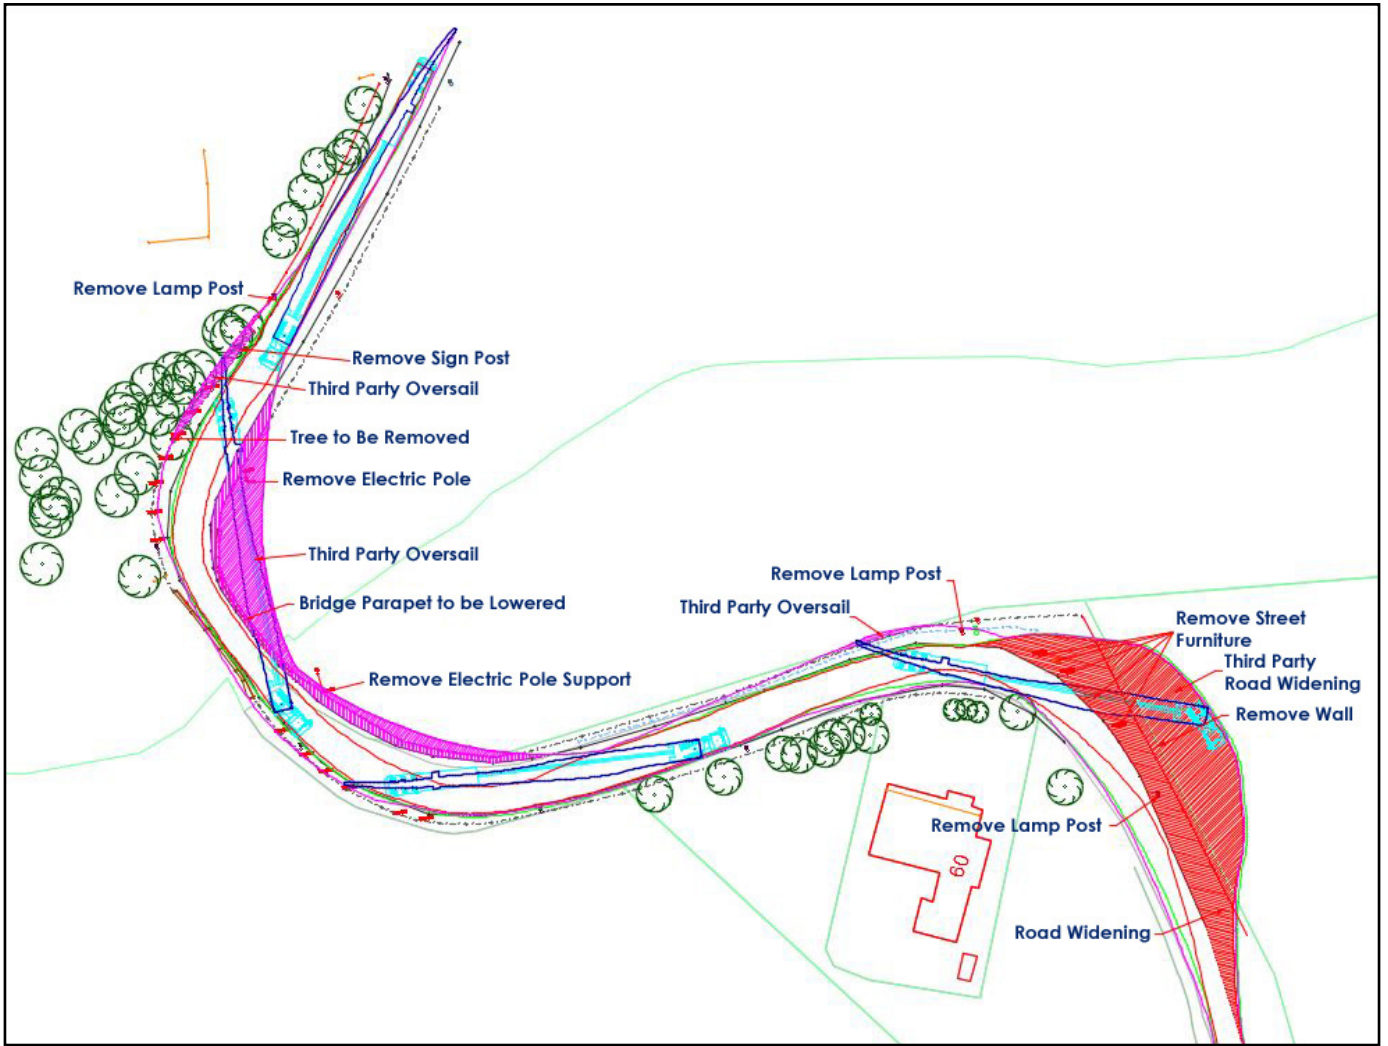 Remove Lamp Post
Remove Sign Post
Third Party Oversail
Tree to Be Removed
Remove Electric Pole
Third Party Oversail
Bridge Parapet to be Lowered
Remove Electric Pole Support
Remove Lamp Post
Third Party Oversail
Remove Street
Furniture
Third Party
Road Widening
Remove Wall
Remove Lamp Post
60
Road Widening